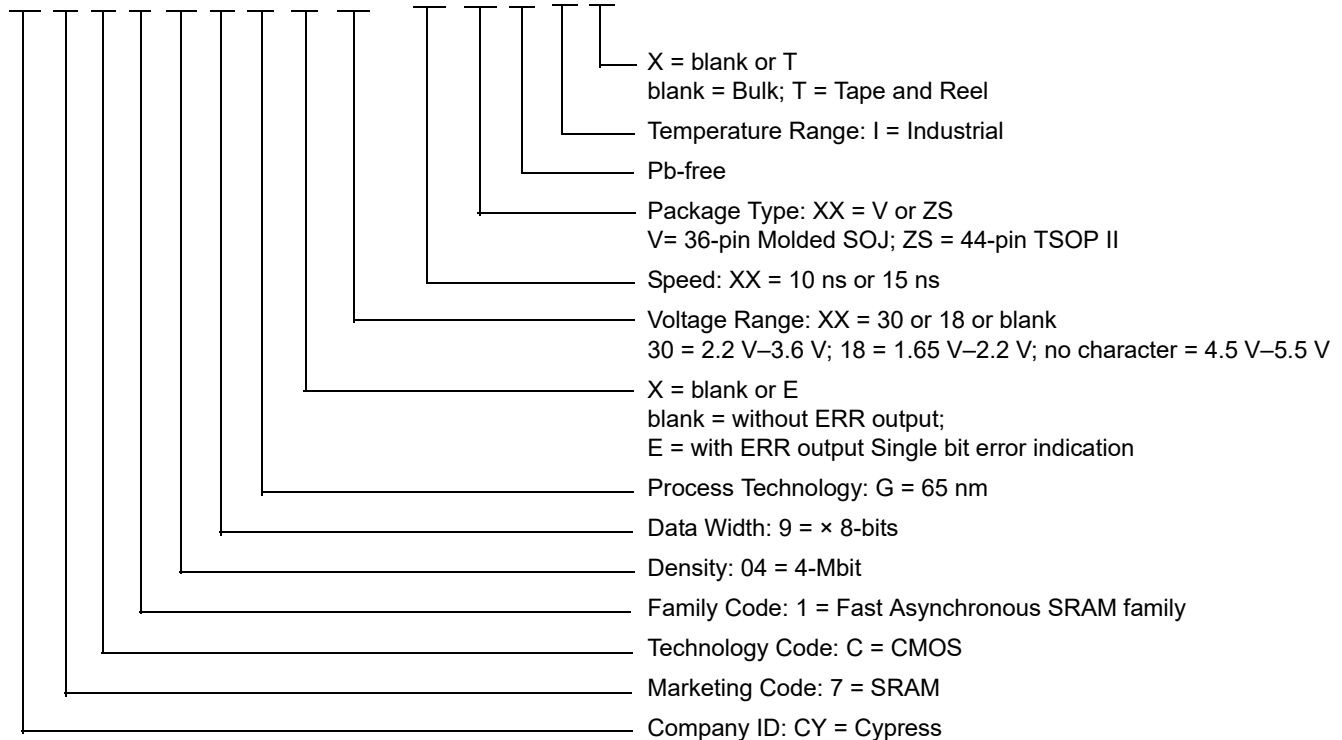 X = blank or T
blank = Bulk; T = Tape and Reel
Temperature Range: I = Industrial
Pb-free
Package Type: XX = V or ZS
V= 36-pin Molded SOJ; ZS = 44-pin TSOP II
Speed: XX = 10 ns or 15 ns
Voltage Range: XX = 30 or 18 or blank
30 = 2.2 V–3.6 V; 18 = 1.65 V–2.2 V; no character = 4.5 V–5.5 V
X = blank or E
blank = without ERR output;
E = with ERR output Single bit error indication
Process Technology: G = 65 nm
Data Width: 9 = × 8-bits
Density: 04 = 4-Mbit
Family Code: 1 = Fast Asynchronous SRAM family
Technology Code: C = CMOS
Marketing Code: 7 = SRAM
Company ID: CY = Cypress